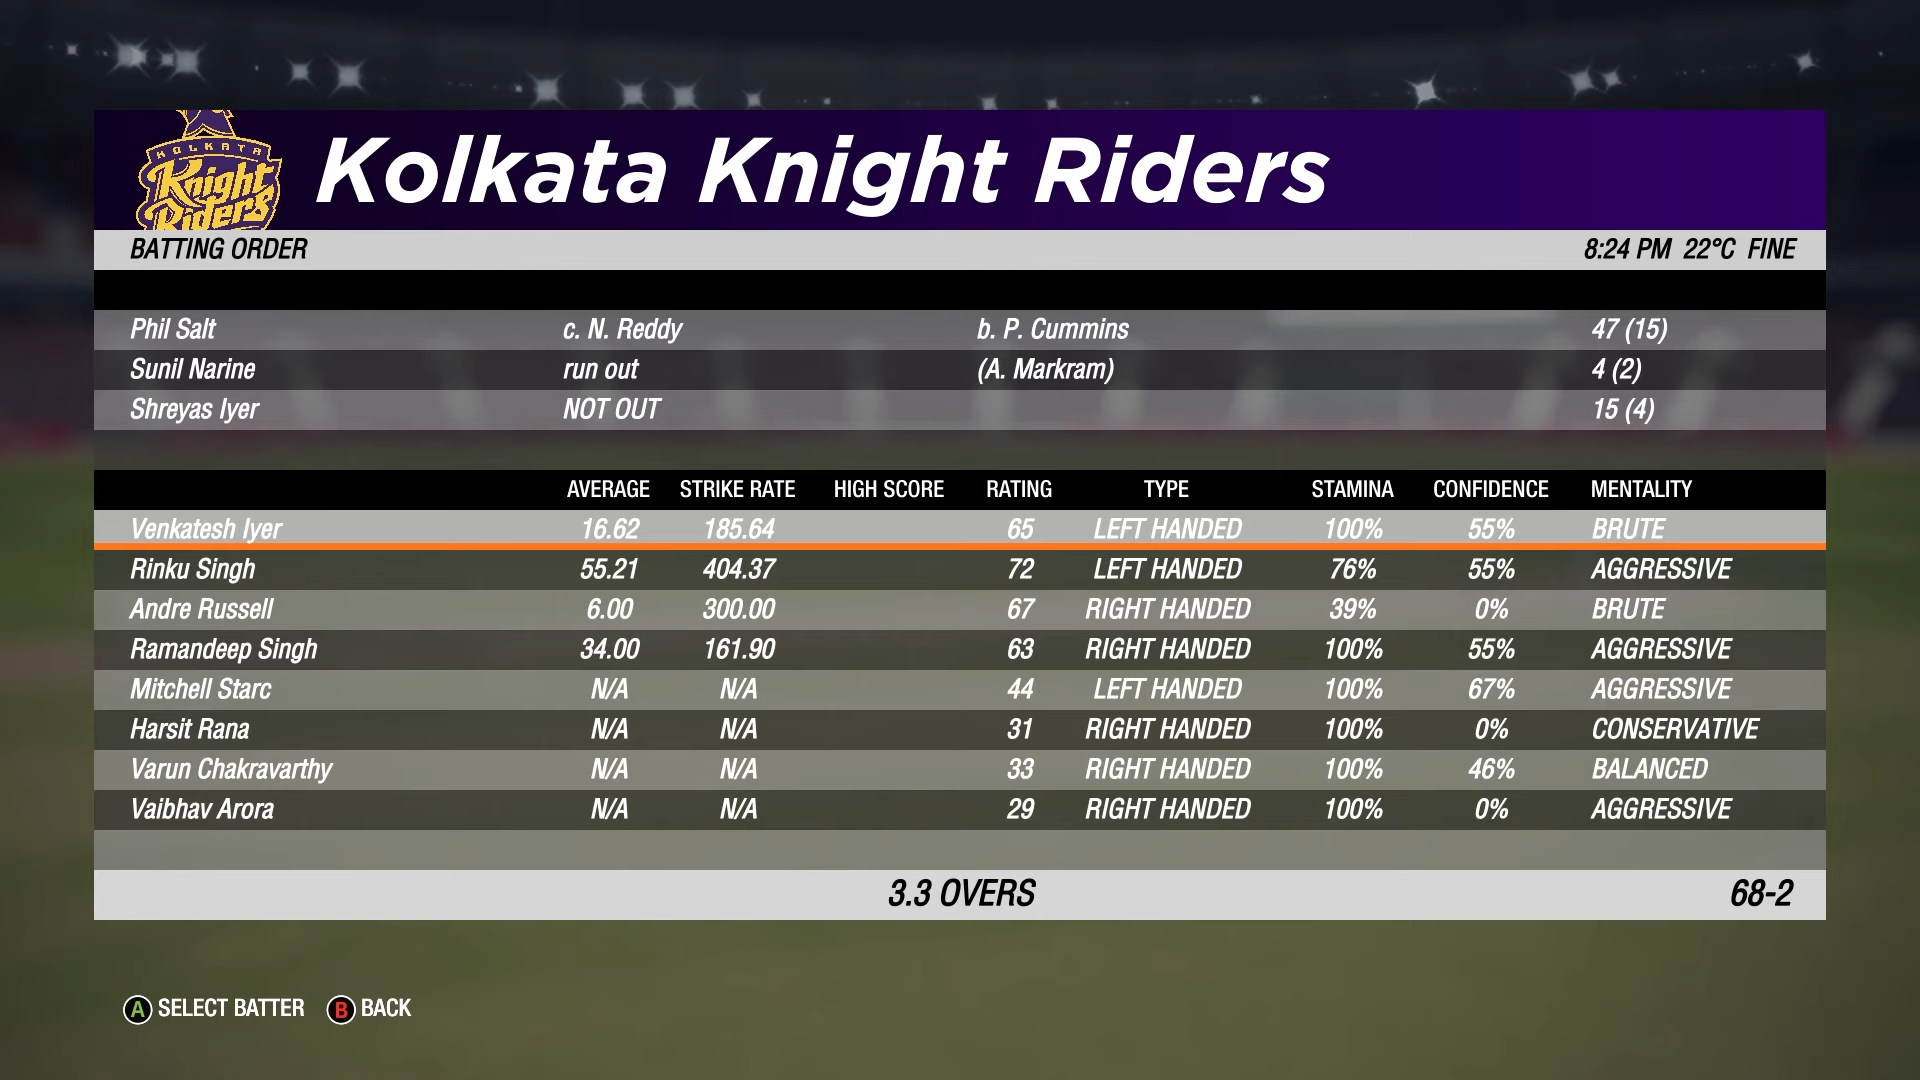 KOLKATA
Knight
Riders
Kolkata Knight Riders
BATTING ORDER 8:24 PM 22°C FINE
Phil Salt c. N. Reddy b. P. Cummins 47 (15)
Sunil Narine run out (A. Markram) 4 (2)
Shreyas Iyer NOT OUT 15 (4)
AVERAGE STRIKE RATE HIGH SCORE RATING TYPE STAMINA CONFIDENCE MENTALITY
Venkatesh Iyer 16.62 185.64 65 LEFT HANDED 100% 55% BRUTE
Rinku Singh 55.21 404.37 72 LEFT HANDED 76% 55% AGGRESSIVE
Andre Russell 6.00 300.00 67 RIGHT HANDED 39% 0% BRUTE
Ramandeep Singh 34.00 161.90 63 RIGHT HANDED 100% 55% AGGRESSIVE
Mitchell Starc N/A N/A 44 LEFT HANDED 100% 67% AGGRESSIVE
Harsit Rana N/A N/A 31 RIGHT HANDED 100% 0% CONSERVATIVE
Varun Chakravarthy N/A N/A 33 RIGHT HANDED 100% 46% BALANCED
Vaibhav Arora N/A N/A 29 RIGHT HANDED 100% 0% AGGRESSIVE
3.3 OVERS 68-2
A SELECT BATTER B BACK